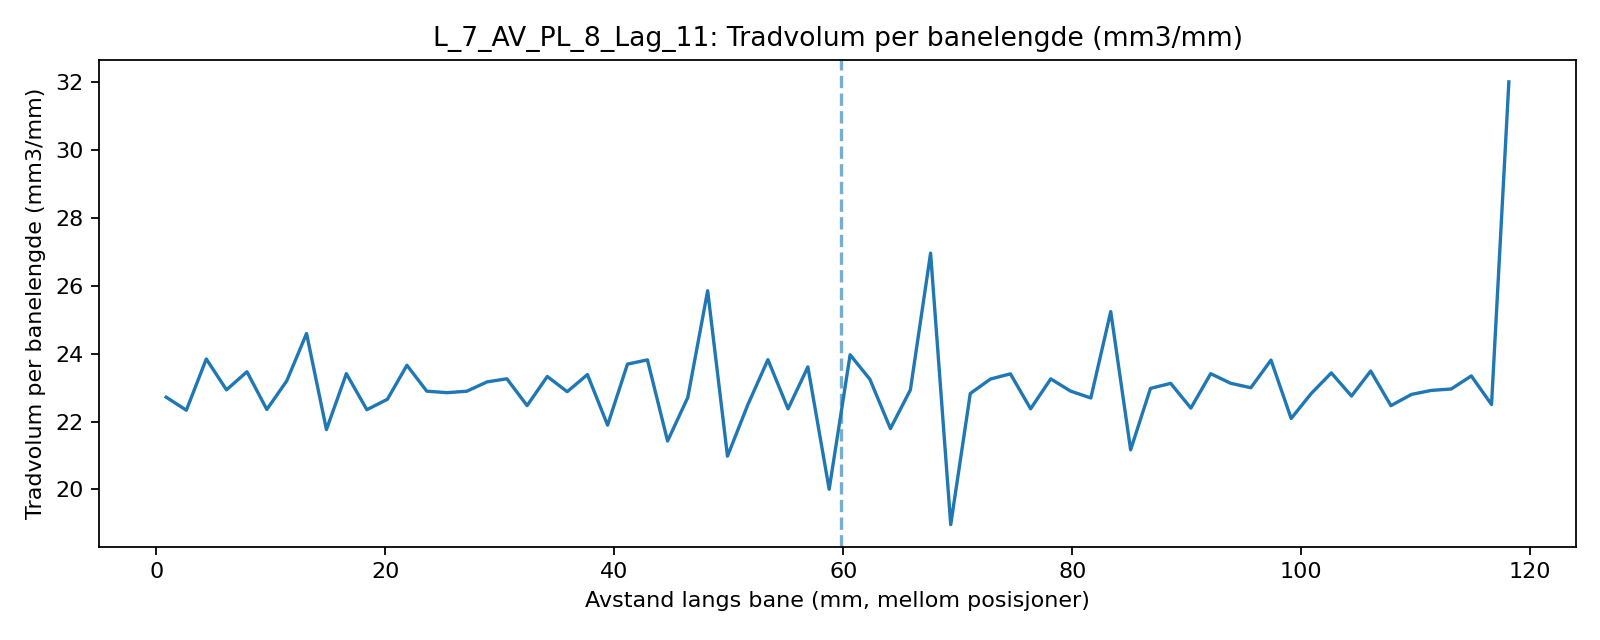 L_7_AV_PL_8_Lag_11: Tradvolum per banelengde (mm3/mm)
Tradvolum per banelengde (mm3/mm)
32
30
28
26
24
22
20
0 20 40 60 80 100 120
Avstand langs bane (mm, mellom posisjoner)